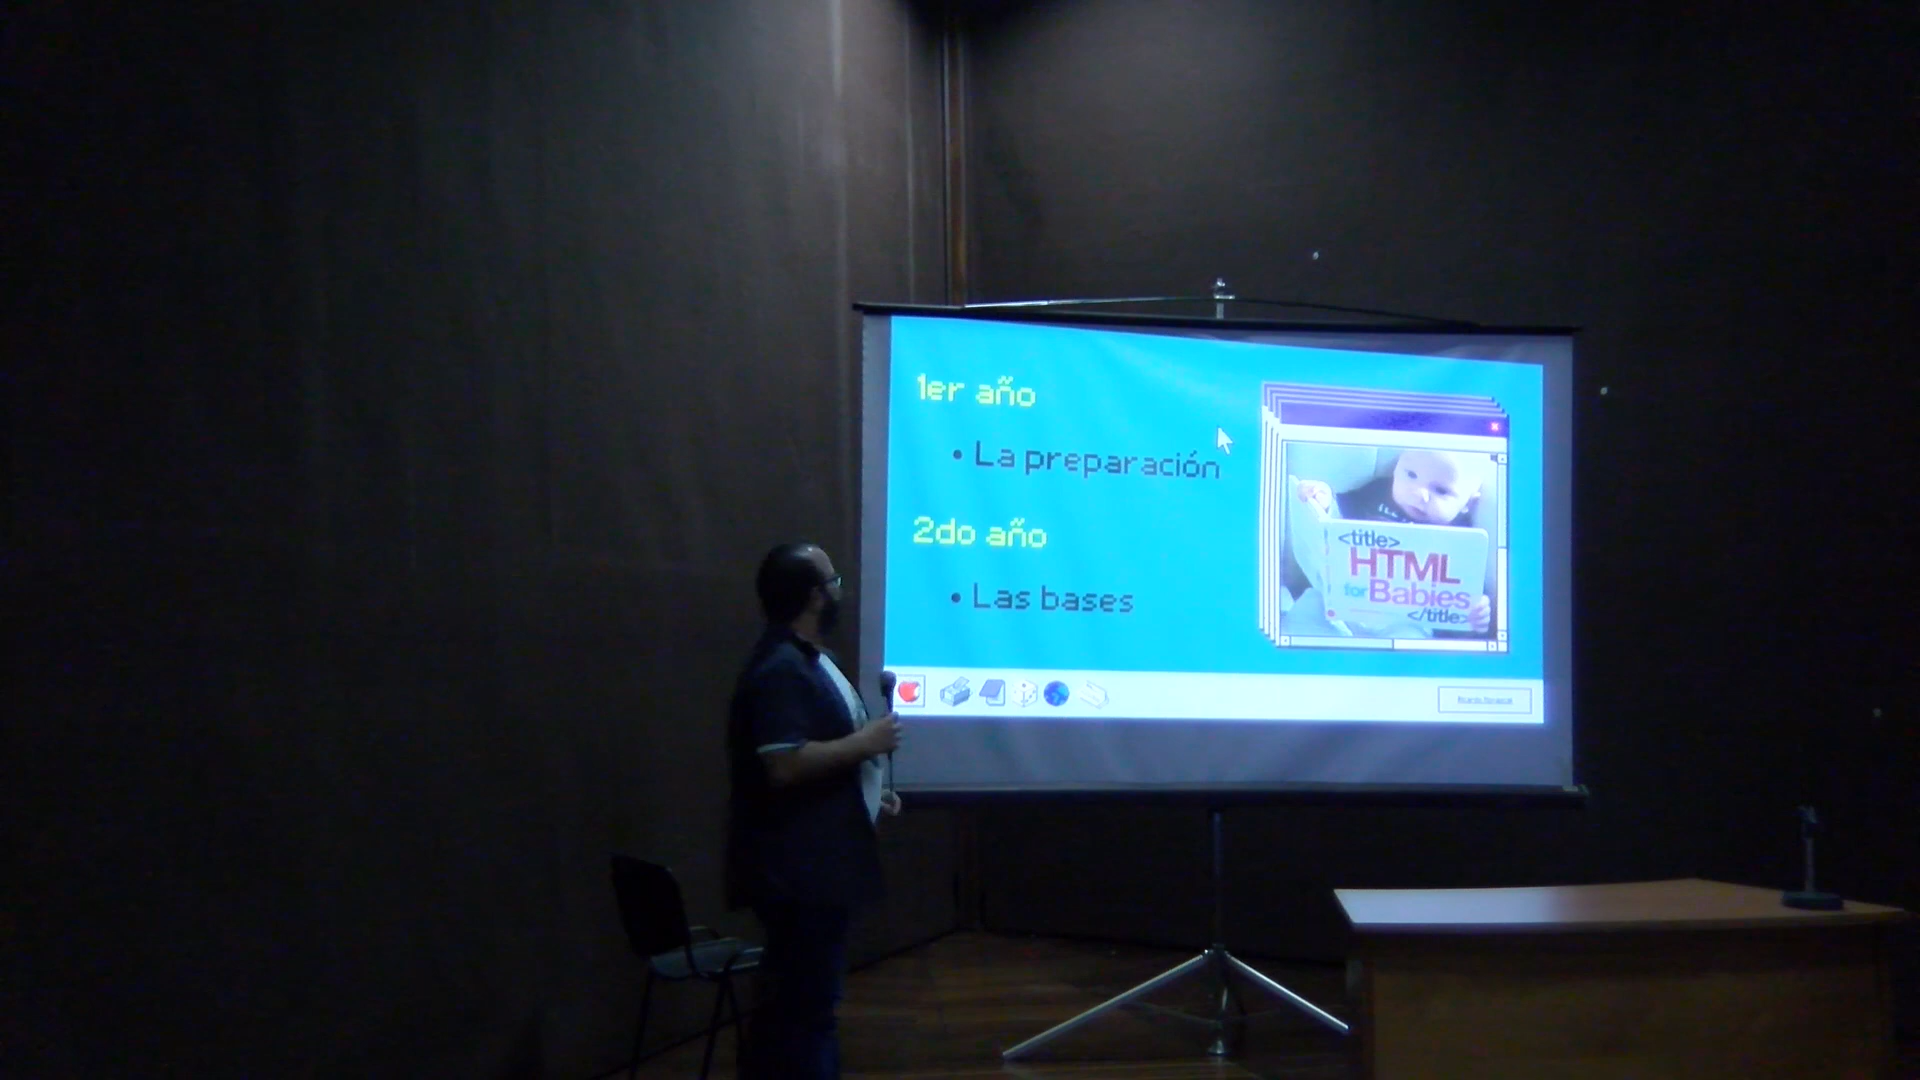 1er año
• La preparación
2do año
• Las bases
<title>
HTML
for Babies
</title>